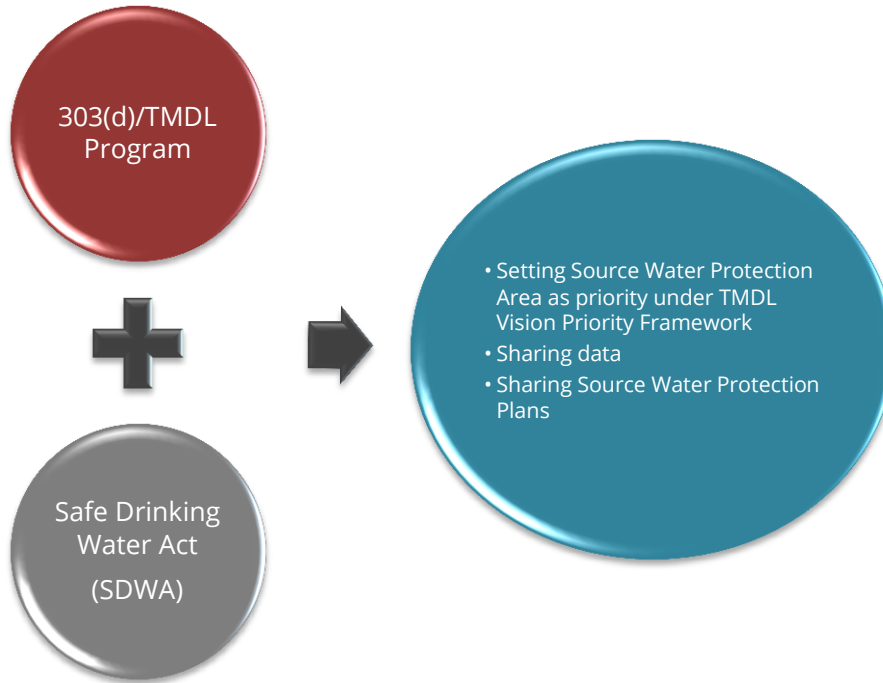 303(d)/TMDL
Program
Safe Drinking
Water Act
(SDWA)
• Setting Source Water Protection
Area as priority under TMDL
Vision Priority Framework
• Sharing data
• Sharing Source Water Protection
Plans